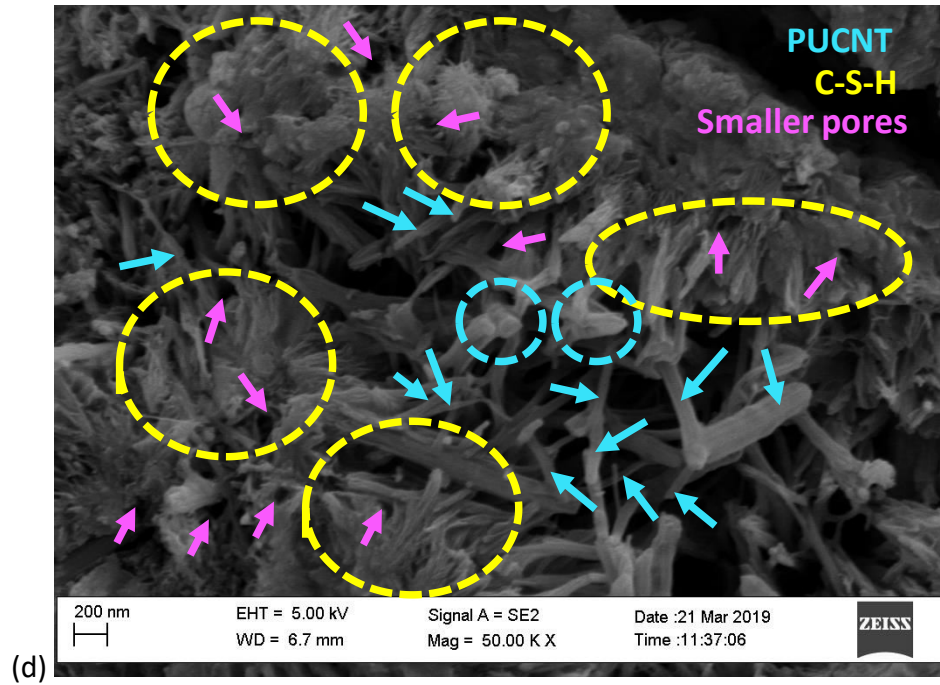 PUCNT
C-S-H
Smaller pores
200 nm
EHT = 5.00 kV
Signal A = SE2
Date :21 Mar 2019
ZEISS
WD = 6.7 mm
Mag = 50.00 K X
Time :11:37:06
(d)